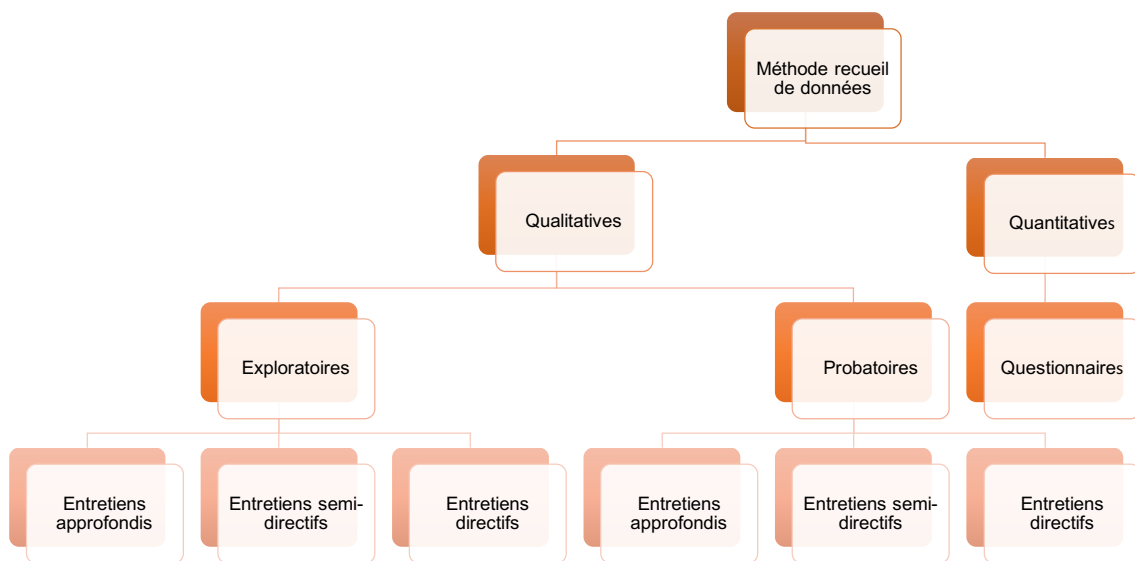 Méthode recueil
de données
Qualitatives
Quantitatives
Exploratoires
Probatoires
Questionnaires
Entretiens
approfondis
Entretiens semi-
directifs
Entretiens
directifs
Entretiens
approfondis
Entretiens semi-
directifs
Entretiens
directifs